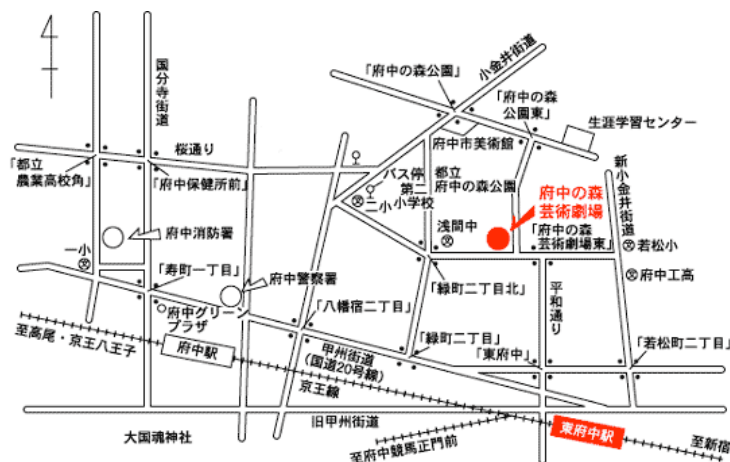 国分寺街道
小金井街道
「府中の森公園」
「府中の森
公園東」
生涯学習センター
桜通り
府中市美術館
「都立
農業高校角」
「府中保健所前」
バス停
第二
小学校
二小
都立
府中の森公園
新小金井街道
府中の森
芸術劇場
浅間中
「府中の森
芸術劇場東」
若松小
府中消防署
一小
府中工高
「寿町一丁目」
府中警察署
「緑町二丁目北」
平和通り
府中グリーン
プラザ
「八幡宿二丁目」
至高尾・京王八王子
府中駅
甲州街道
(国道20号線)
「緑町二丁目」
「東府中」
「若松町二丁目」
京王線
旧甲州街道
大国魂神社
東府中駅
至府中競馬正門前
至新宿